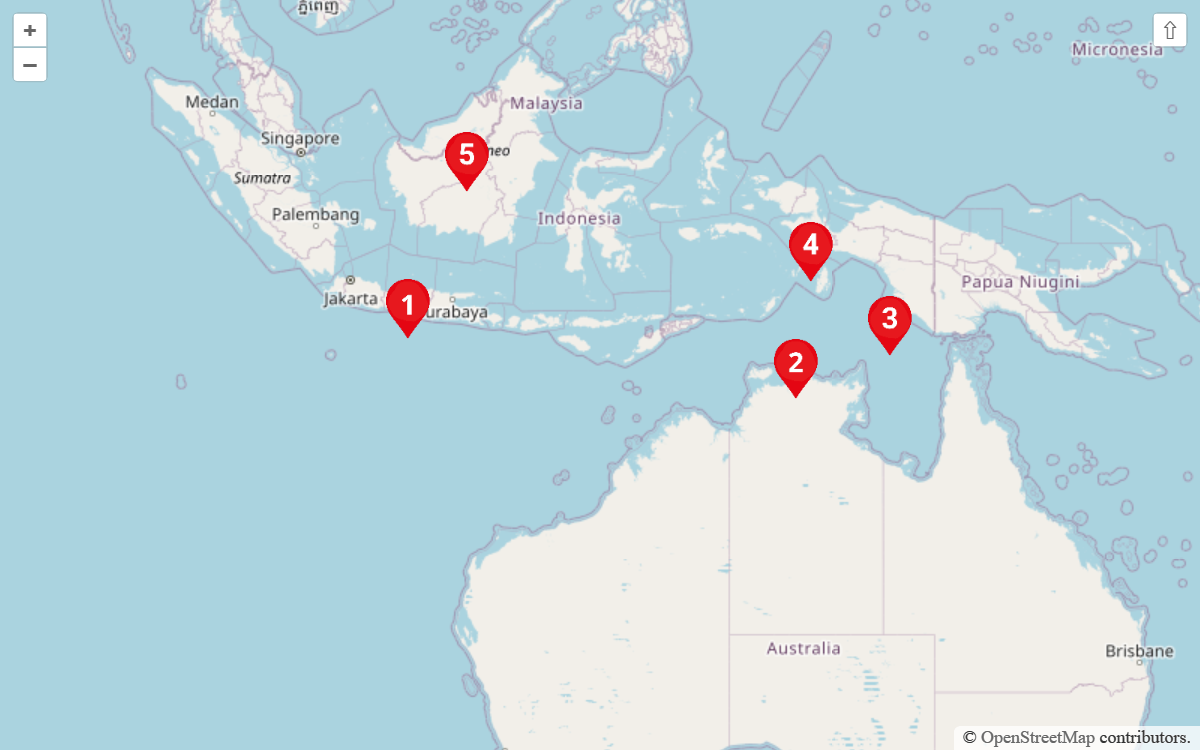 ភ្នំពេញ
+
−
⇧
Micronesia
Medan
Malaysia
Singapore
5
neo
Sumatra
Palembang
Indonesia
4
Jakarta
1
urabaya
Papua Niugini
3
2
Australia
Brisbane
© OpenStreetMap contributors.